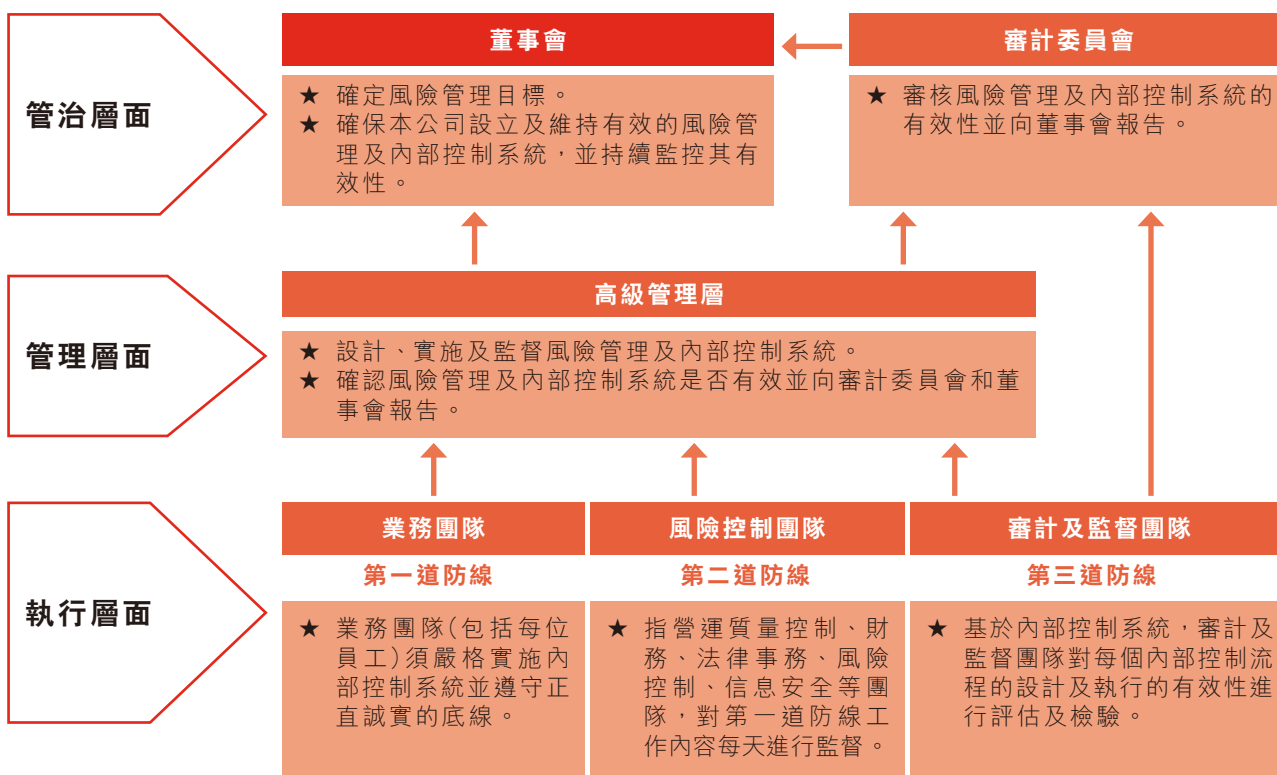 管治層面
董事會
★ 確定風險管理目標。
★ 確保本公司設立及維持有效的風險管
理及內部控制系統，並持續監控其有
效性。
審計委員會
★ 審核風險管理及內部控制系統的
有效性並向董事會報告。
管理層面
高級管理層
★ 設計、實施及監督風險管理及內部控制系統。
★ 確認風險管理及內部控制系統是否有效並向審計委員會和董
事會報告。
執行層面
業務團隊
第一道防線
★ 業務團隊(包括每位
員工)須嚴格實施內
部控制系統並遵守正
直誠實的底線。
風險控制團隊
第二道防線
★ 指營運質量控制、財
務、法律事務、風險
控制、信息安全等團
隊，對第一道防線工
作內容每天進行監督。
審計及監督團隊
第三道防線
★ 基於內部控制系統，審計及
監督團隊對每個內部控制流
程的設計及執行的有效性進
行評估及檢驗。